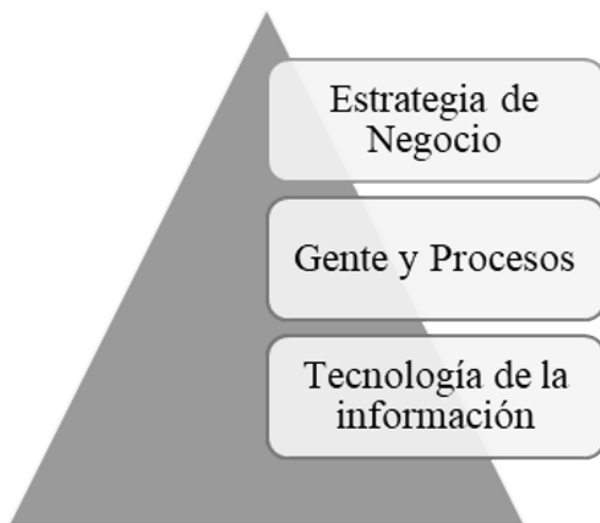 Estrategia de
Negocio
Gente y Procesos
Tecnología de la
información